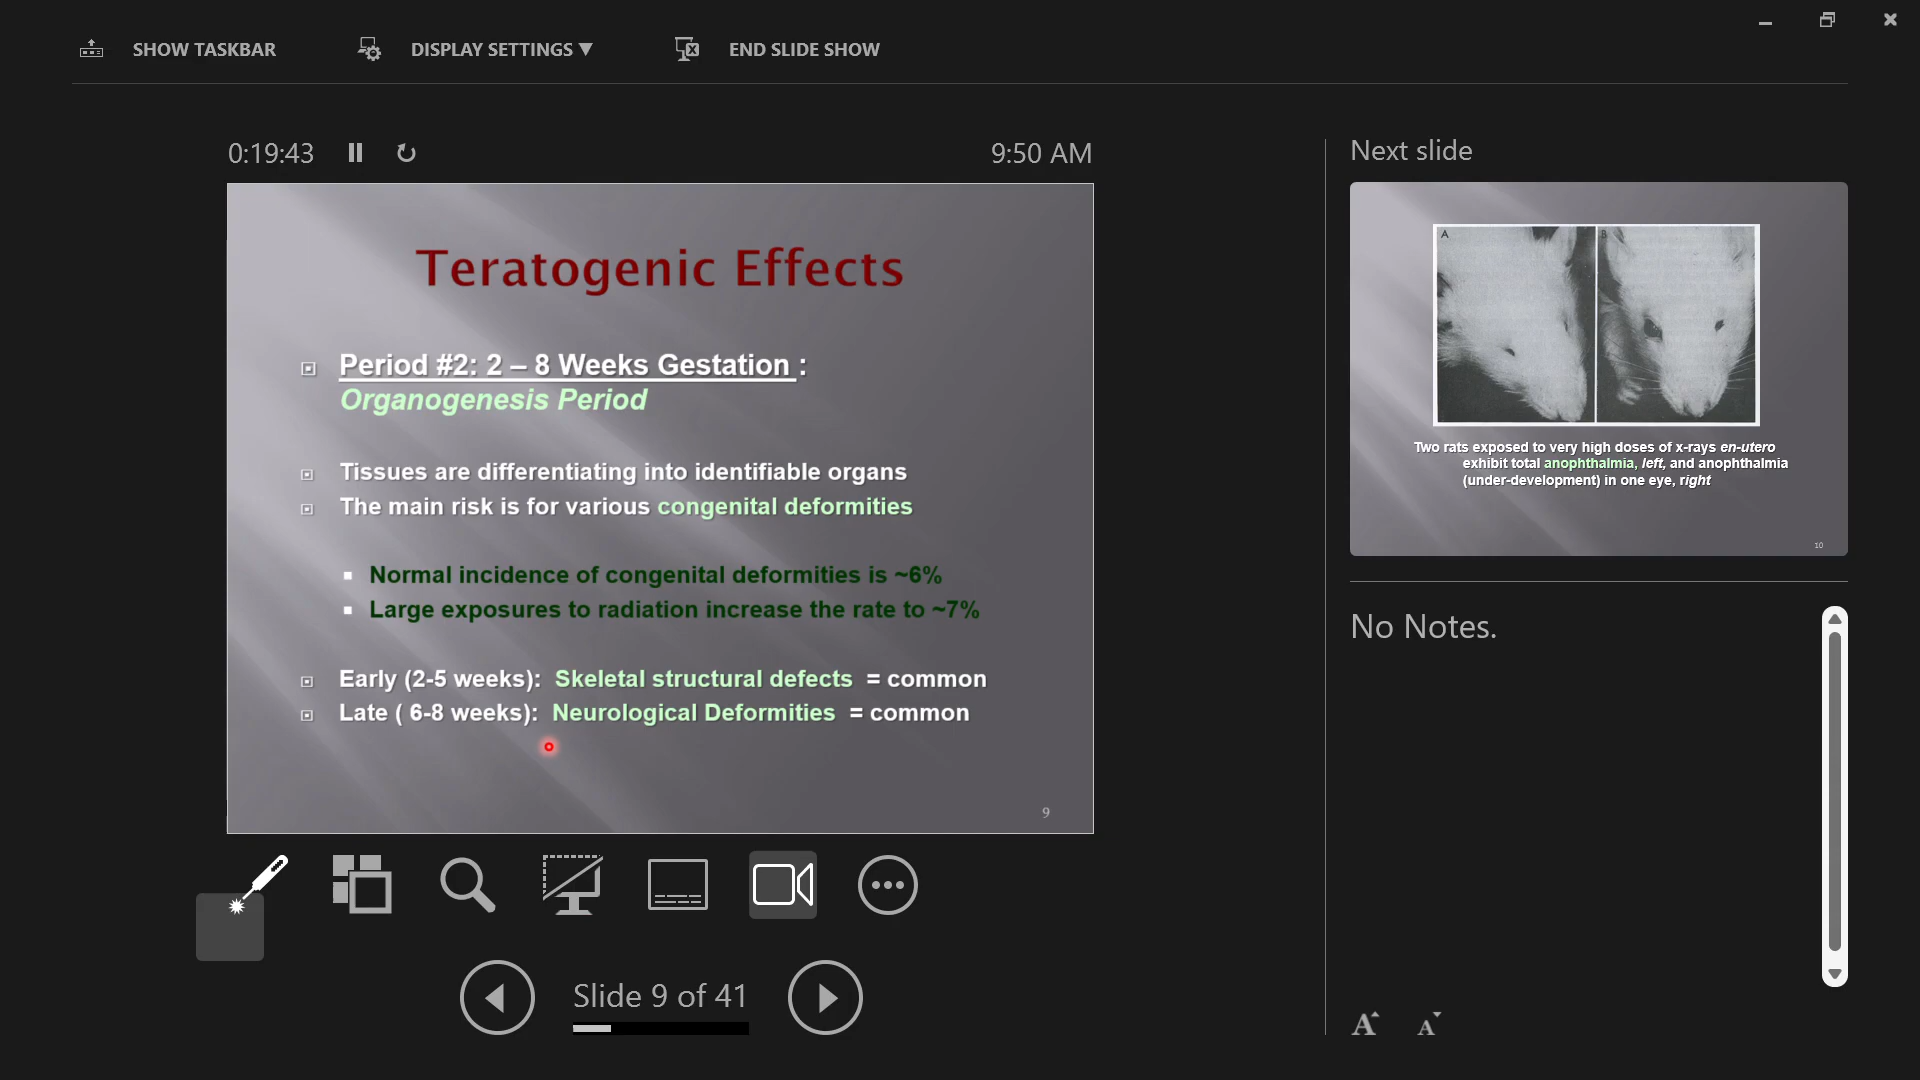 SHOW TASKBAR
DISPLAY SETTINGS ▼
END SLIDE SHOW
0:19:43
9:50 AM
Teratogenic Effects
Period #2: 2 – 8 Weeks Gestation :
Organogenesis Period
Tissues are differentiating into identifiable organs
The main risk is for various congenital deformities
Normal incidence of congenital deformities is ~6%
Large exposures to radiation increase the rate to ~7%
Early (2-5 weeks): Skeletal structural defects = common
Late ( 6-8 weeks): Neurological Deformities = common
9
Slide 9 of 41
Next slide
A
B
Two rats exposed to very high doses of x-rays en-utero
exhibit total anophthalmia, left, and anophthalmia
(under-development) in one eye, right
10
No Notes.
A A